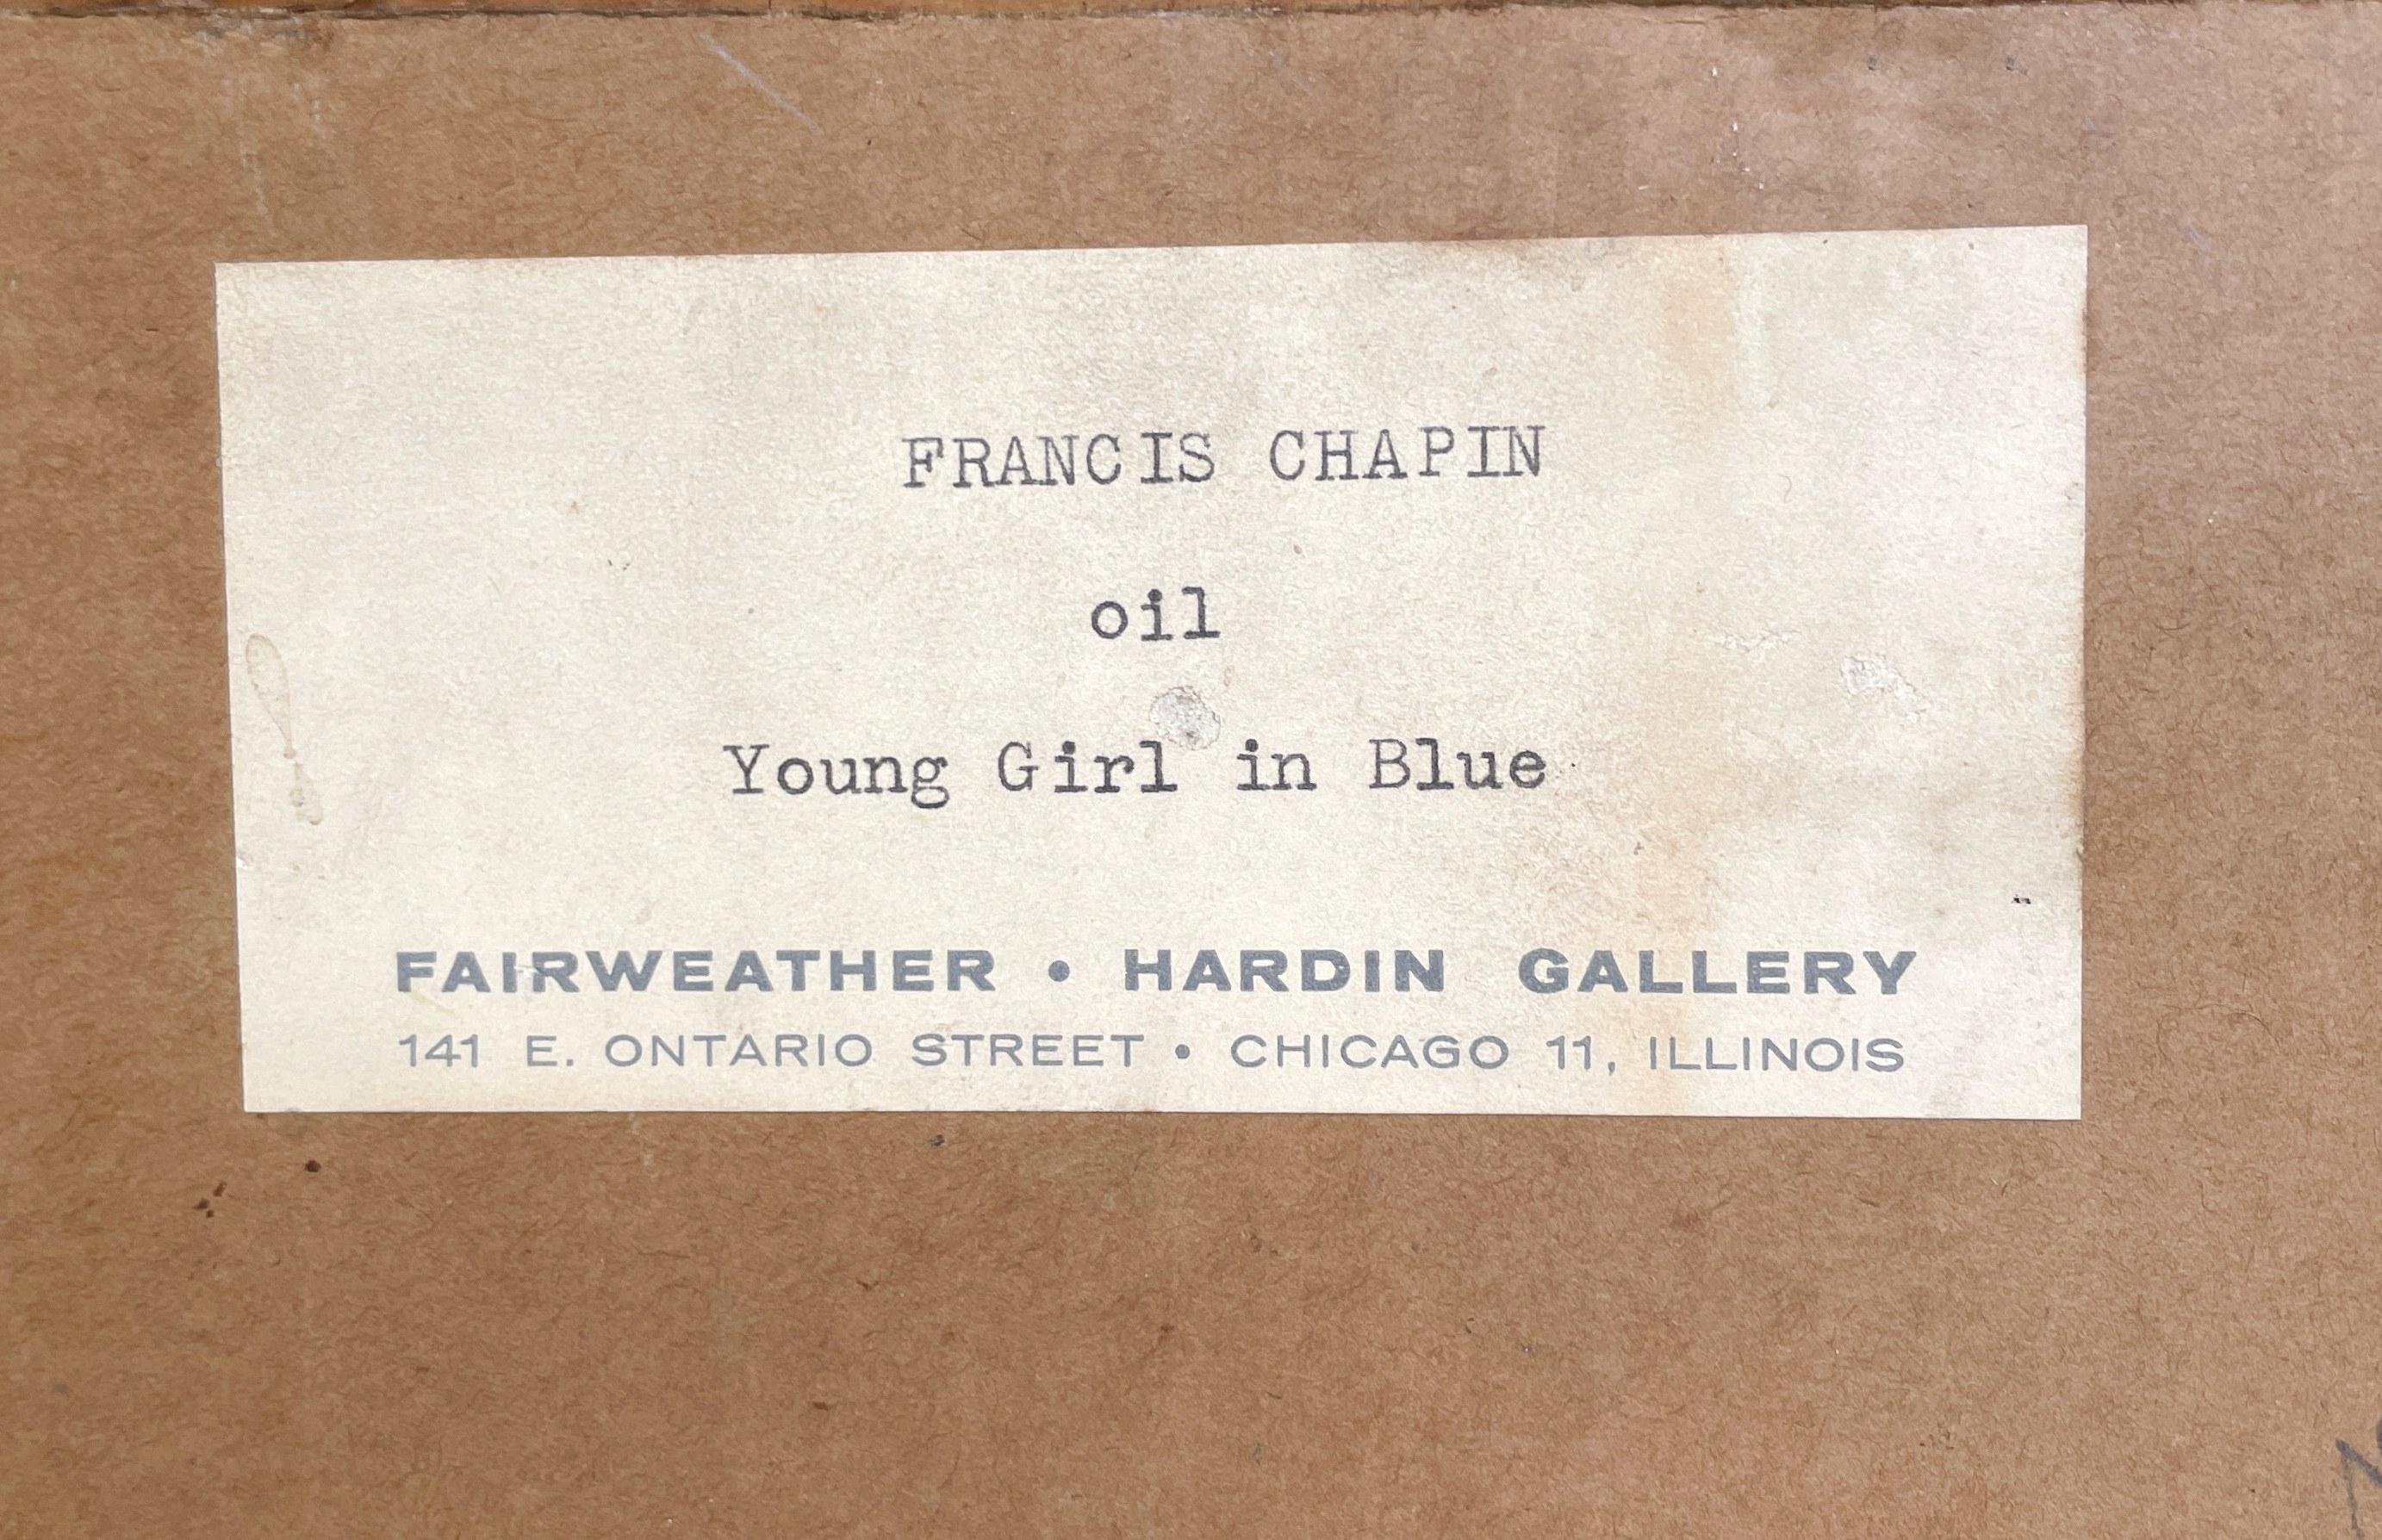 FRANCIS CHAPIN
oil
Young Girl in Blue
FAIRWEATHER • HARDIN GALLERY
141 E. ONTARIO STREET • CHICAGO 11, ILLINOIS